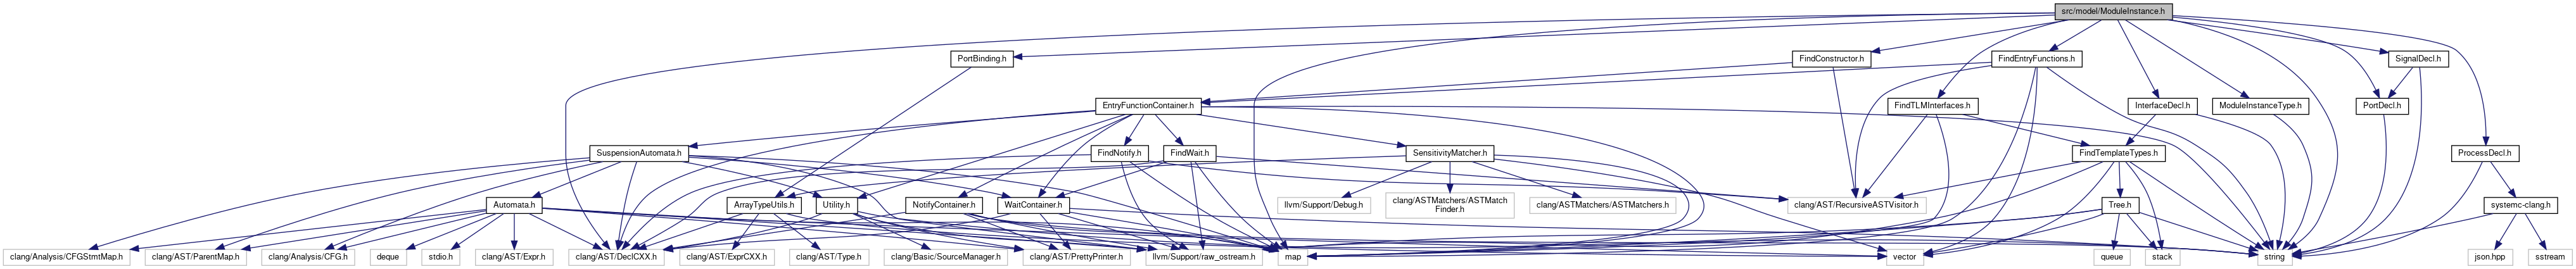 src/model/ModuleInstance.h
PortBinding.h
FindConstructor.h
FindEntryFunctions.h
SignalDecl.h
EntryFunctionContainer.h
FindTLMInterfaces.h
InterfaceDecl.h
ModuleInstanceType.h
PortDecl.h
SuspensionAutomata.h
FindNotify.h
FindWait.h
SensitivityMatcher.h
FindTemplateTypes.h
ProcessDecl.h
Automata.h
ArrayTypeUtils.h
Utility.h
NotifyContainer.h
WaitContainer.h
llvm/Support/Debug.h
clang/ASTMatchers/ASTMatch
Finder.h
clang/ASTMatchers/ASTMatchers.h
clang/AST/RecursiveASTVisitor.h
Tree.h
systemc-clang.h
clang/Analysis/CFGStmtMap.h
clang/AST/ParentMap.h
clang/Analysis/CFG.h
deque
stdio.h
clang/AST/Expr.h
clang/AST/DeclCXX.h
clang/AST/ExprCXX.h
clang/AST/Type.h
clang/Basic/SourceManager.h
clang/AST/PrettyPrinter.h
llvm/Support/raw_ostream.h
map
vector
queue
stack
string
json.hpp
sstream